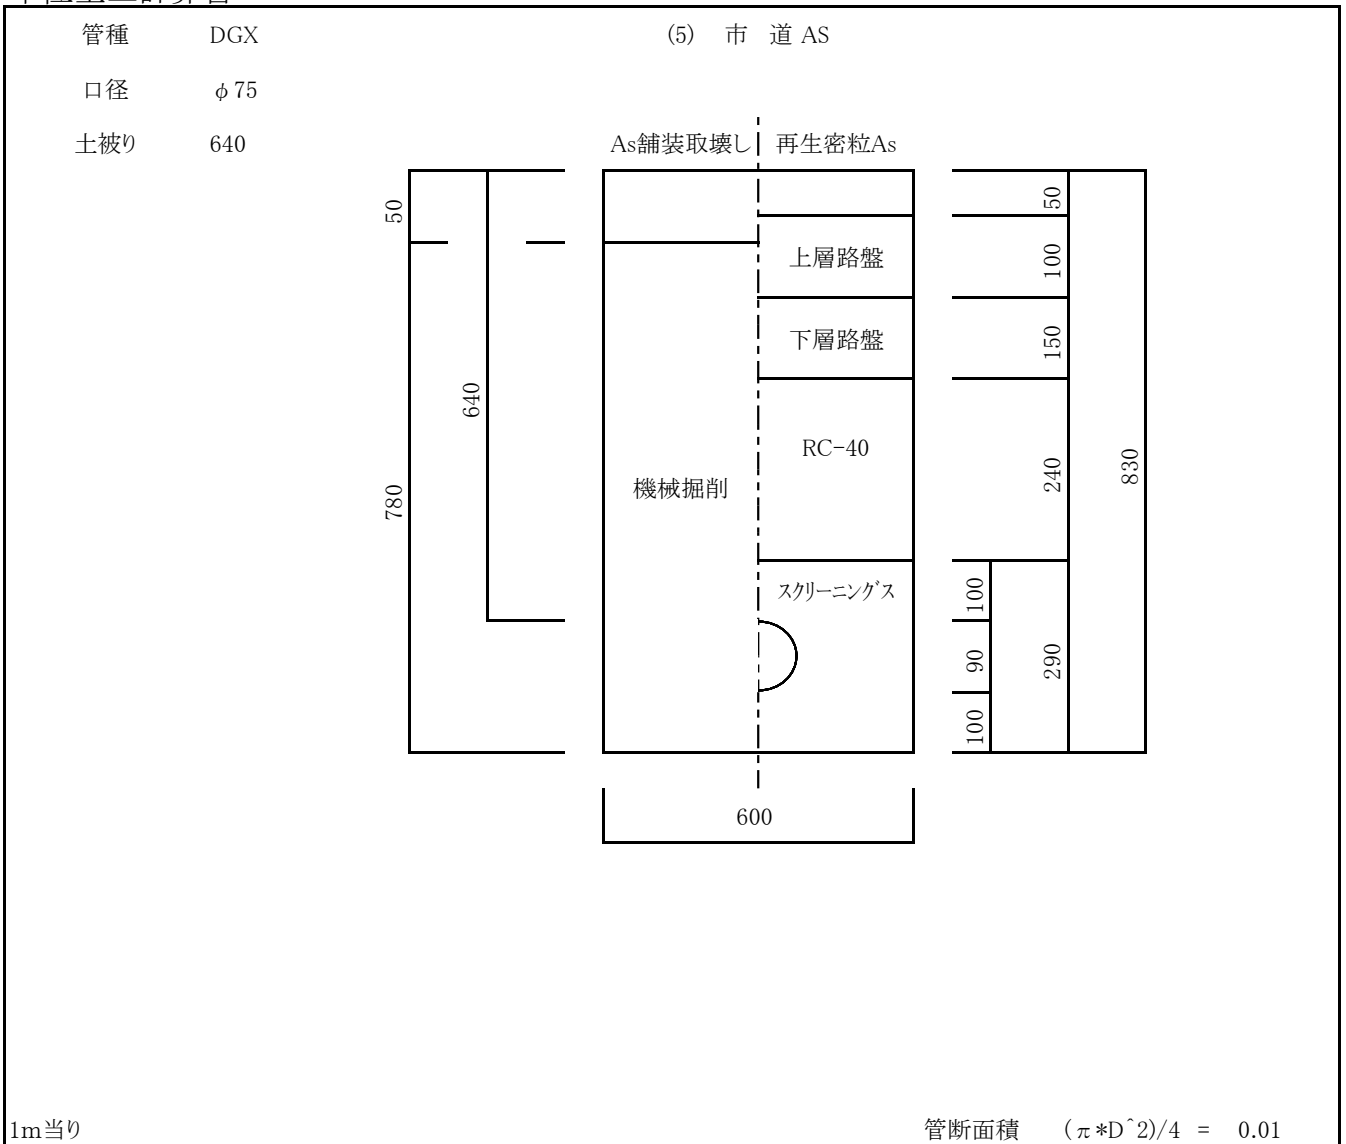 管種 DGX (5) 市 道 AS
口径 φ75
土被り 640
As舗装取壊し 再生密粒As
50
50
上層路盤
100
下層路盤
150
640
RC-40
機械掘削
240
830
780
スクリーニングス
100
90
290
100
600
1m当り 管断面積 (π*D^2)/4 = 0.01